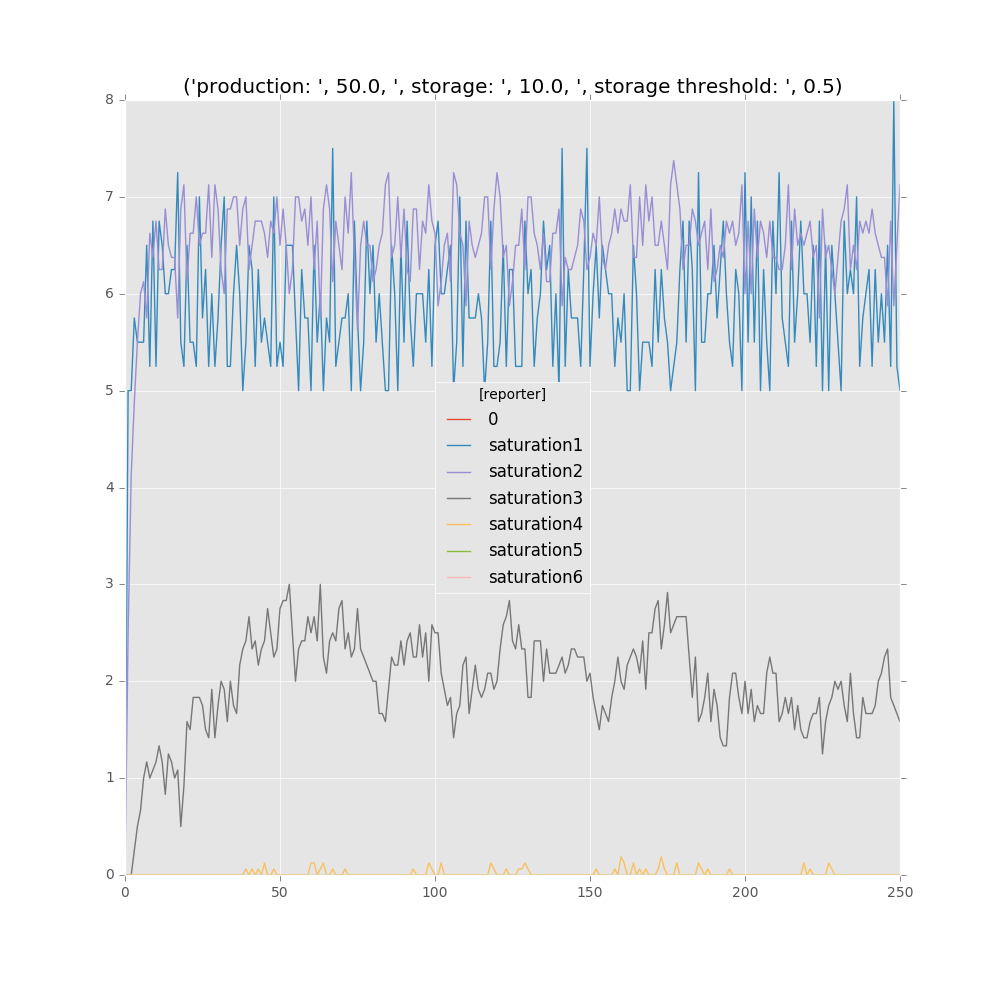 ('production: ', 50.0, ', storage: ', 10.0, ', storage threshold: ', 0.5)
8
7
6
5
4
3
2
1
0
[reporter]
0
saturation1
saturation2
saturation3
saturation4
saturation5
saturation6
0 50 100 150 200 250